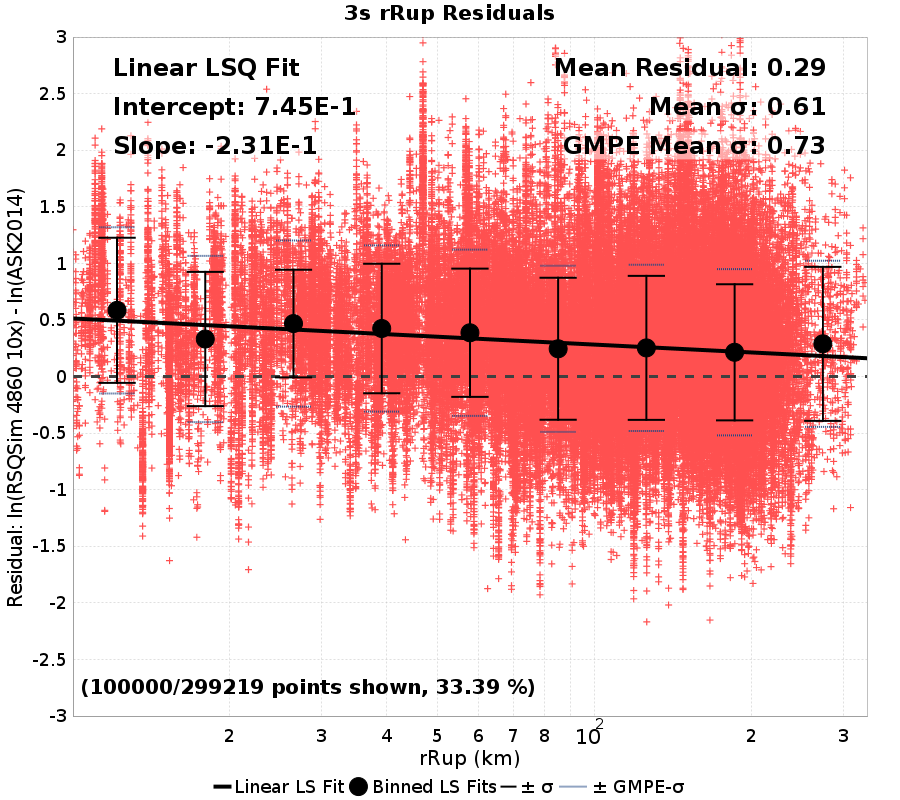 3s rRup Residuals
Linear LSQ Fit
Intercept: 7.45E-1
Slope: -2.31E-1
Mean Residual: 0.29
Mean σ: 0.61
GMPE Mean σ: 0.73
3
2.5
2
1.5
1
0.5
0
-0.5
-1
-1.5
-2
-2.5
-3
Residual: ln(RSQSim 4860 10x) - ln(ASK2014)
(100000/299219 points shown, 33.39 %)
2 3 4 5 6 7 8 10² 2 3
rRup (km)
Linear LS Fit Binned LS Fits ± σ ± GMPE-σ